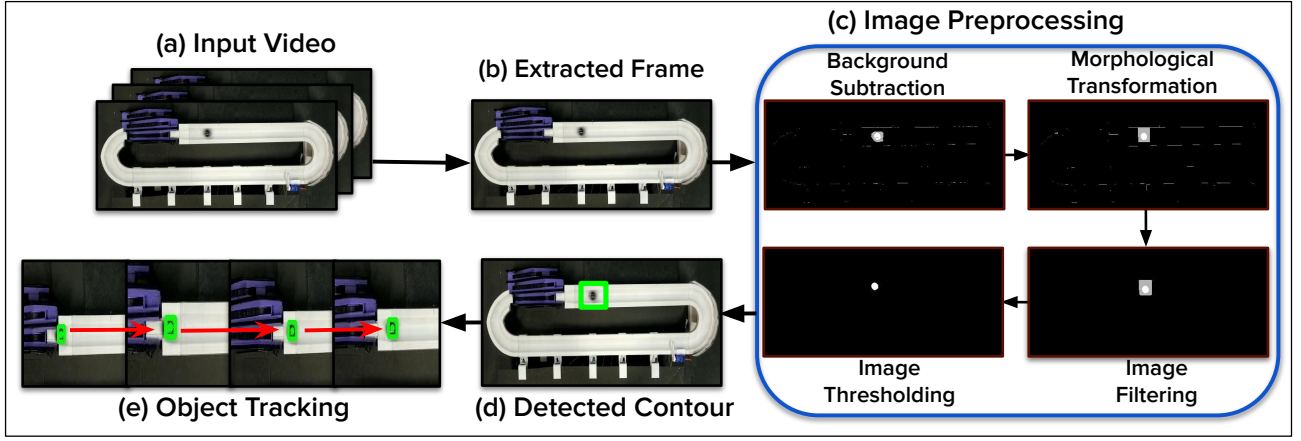 (c) Image Preprocessing
(a) Input Video
(b) Extracted Frame
Background
Subtraction
Morphological
Transformation
Image
Thresholding
Image
Filtering
(e) Object Tracking
(d) Detected Contour